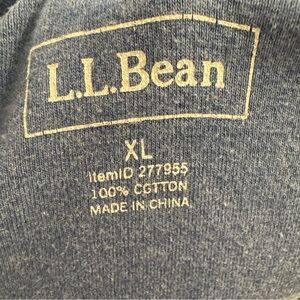 L.L.Bean
XL
ItemID 277955
100% COTTON
MADE IN CHINA